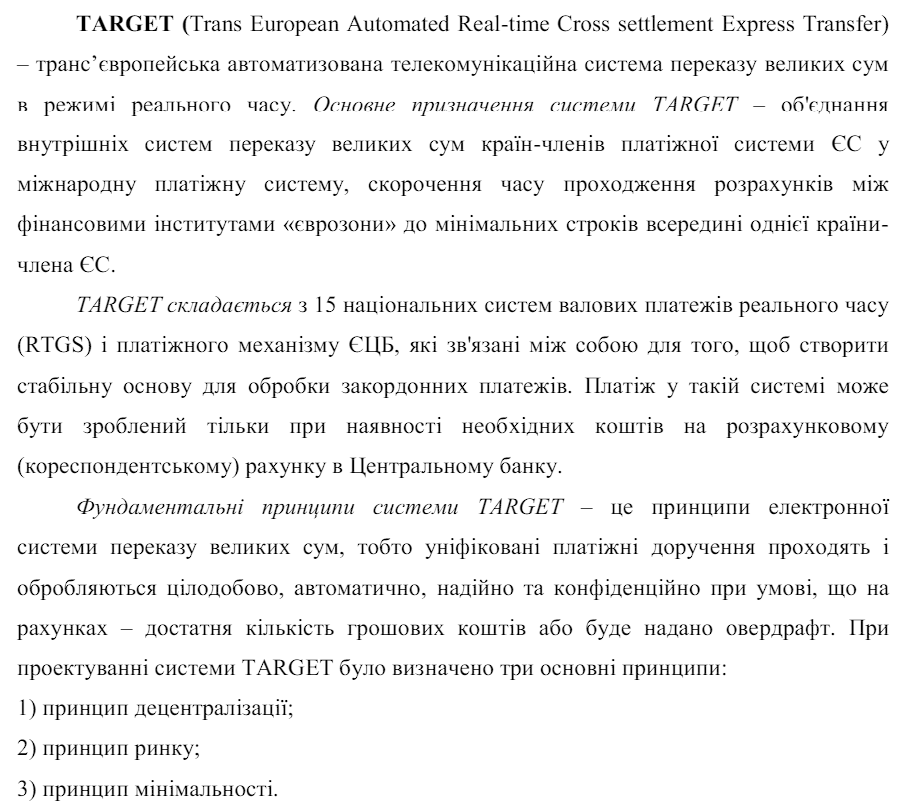 TARGET (Trans European Automated Real-time Cross settlement Express Transfer)
– транс’європейська автоматизована телекомунікаційна система переказу великих сум
в режимі реального часу. Основне призначення системи TARGET – об'єднання
внутрішніх систем переказу великих сум країн-членів платіжної системи ЄС у
міжнародну платіжну систему, скорочення часу проходження розрахунків між
фінансовими інститутами «єврозони» до мінімальних строків всередині однієї країни-
члена ЄС.
TARGET складається з 15 національних систем валових платежів реального часу
(RTGS) і платіжного механізму ЄЦБ, які зв'язані між собою для того, щоб створити
стабільну основу для обробки закордонних платежів. Платіж у такій системі може
бути зроблений тільки при наявності необхідних коштів на розрахунковому
(кореспондентському) рахунку в Центральному банку.
Фундаментальні принципи системи TARGET – це принципи електронної
системи переказу великих сум, тобто уніфіковані платіжні доручення проходять і
обробляються цілодобово, автоматично, надійно та конфіденційно при умові, що на
рахунках – достатня кількість грошових коштів або буде надано овердрафт. При
проектуванні системи TARGET було визначено три основні принципи:
1) принцип децентралізації;
2) принцип ринку;
3) принцип мінімальності.